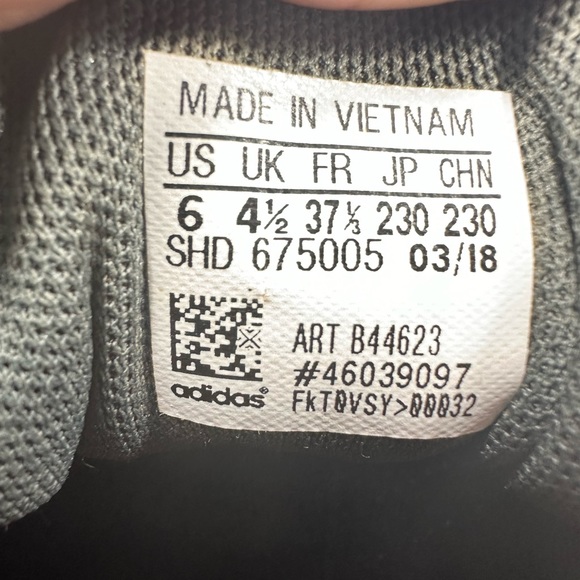 MADE IN VIETNAM
US UK FR JP CHN
6 4½ 37⅓ 230 230
SHD 675005 03/18
ART B44623
#46039097
adidas®
FkT0VSY>00032